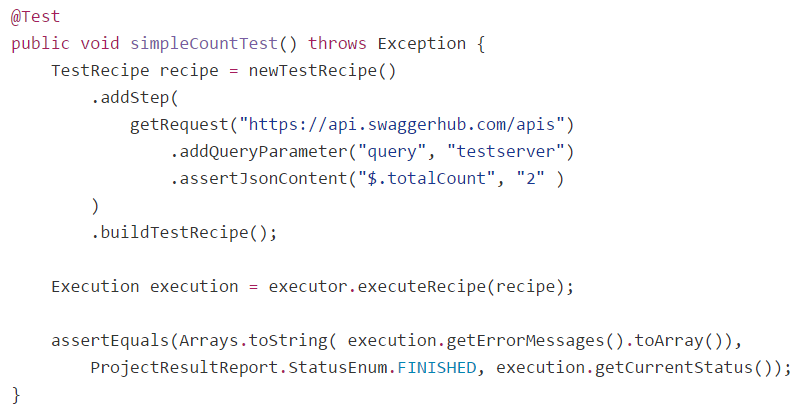 @Test
public void simpleCountTest() throws Exception {
    TestRecipe recipe = newTestRecipe()
        .addStep(
            getRequest("https://api.swaggerhub.com/apis")
                .addQueryParameter("query", "testserver")
                .assertJsonContent("$.totalCount", "2" )
        )
        .buildTestRecipe();

    Execution execution = executor.executeRecipe(recipe);

    assertEquals(Arrays.toString( execution.getErrorMessages().toArray()),
        ProjectResultReport.StatusEnum.FINISHED, execution.getCurrentStatus());
}